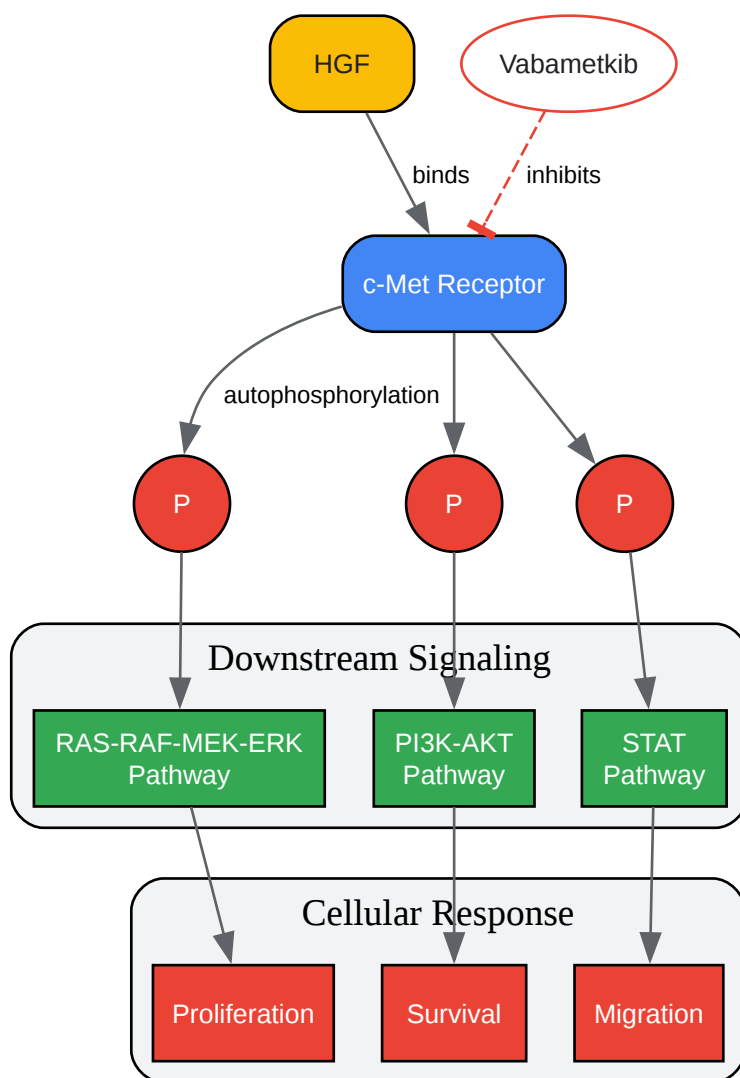 HGF
Vabametkib
binds
inhibits
c-Met Receptor
autophosphorylation
P
P
P
Downstream Signaling
RAS-RAF-MEK-ERK
Pathway
PI3K-AKT
Pathway
STAT
Pathway
Cellular Response
Proliferation
Survival
Migration